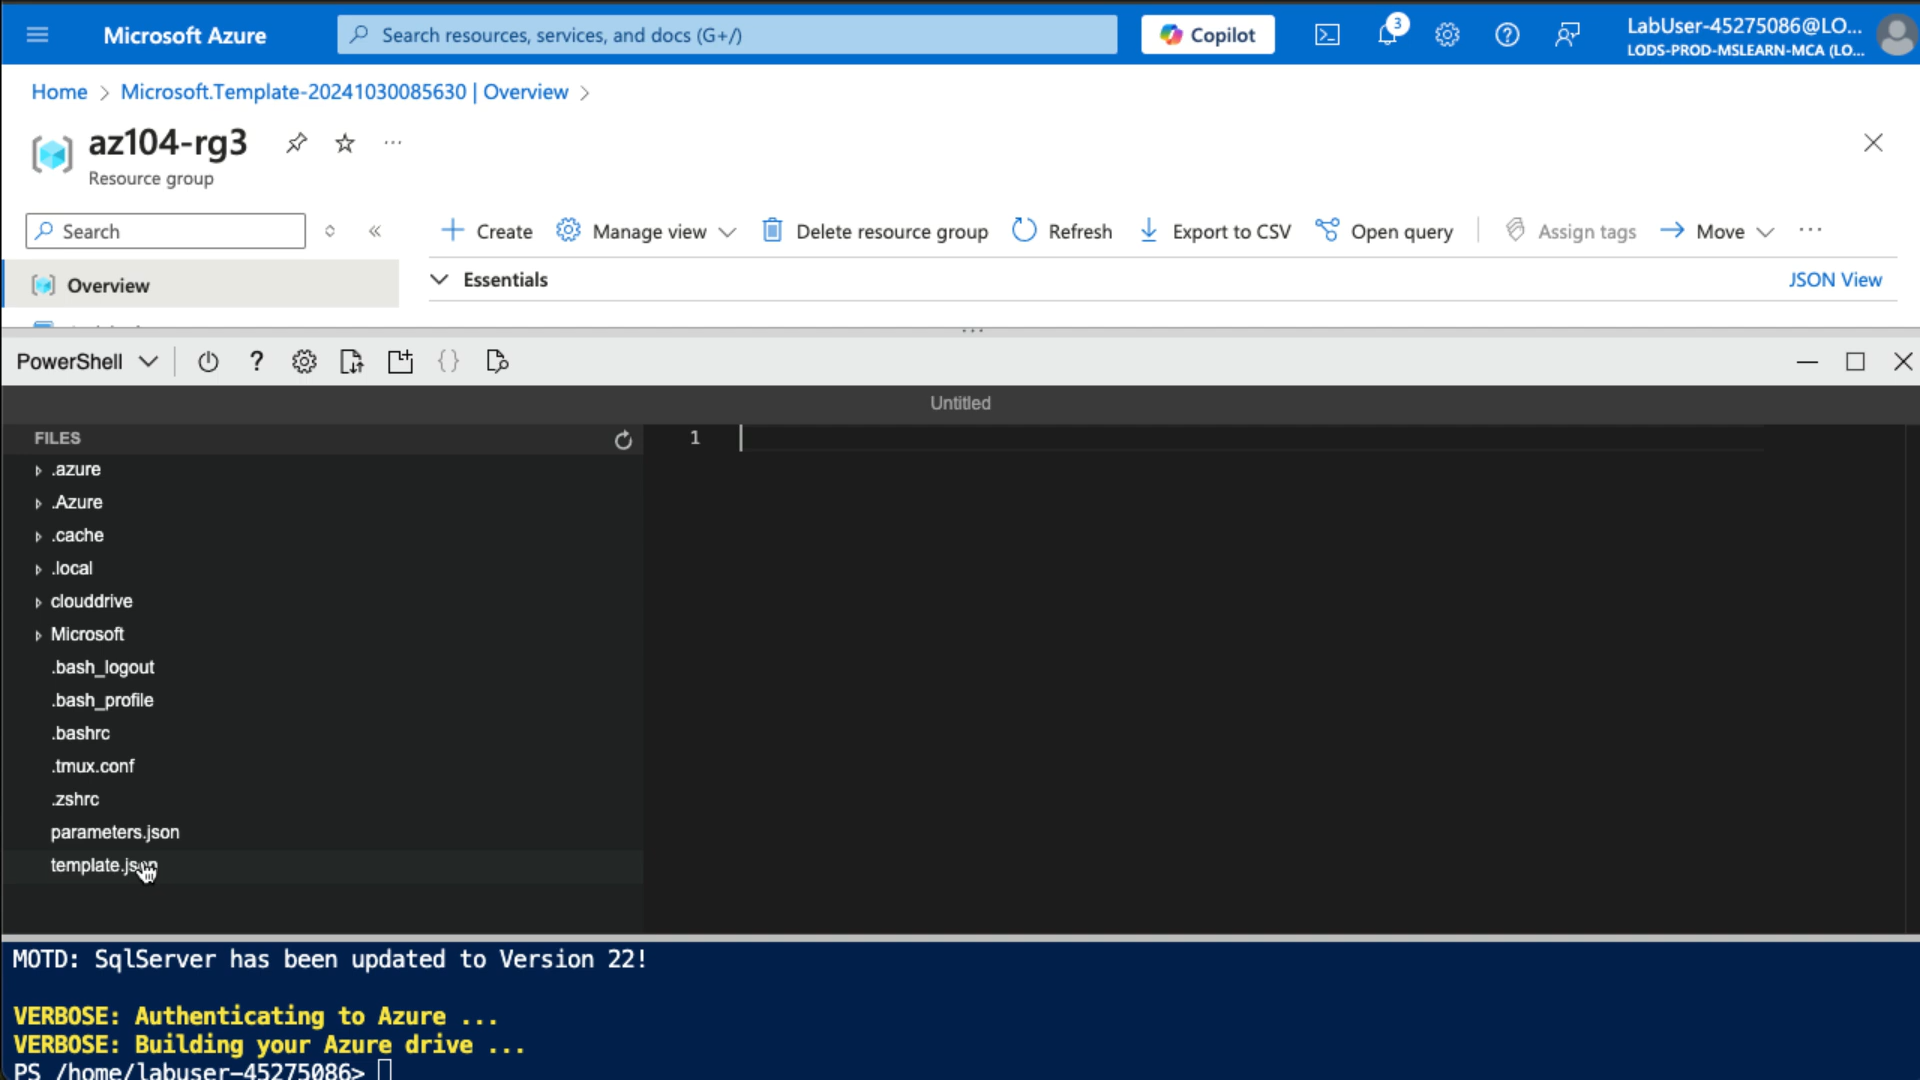 Microsoft Azure
Search resources, services, and docs (G+/)
Copilot
3
LabUser-45275086@LO...
LODS-PROD-MSLEARN-MCA (LO...
Home > Microsoft.Template-20241030085630 | Overview >
az104-rg3
Resource group
Search
Create
Manage view
Delete resource group
Refresh
Export to CSV
Open query
Assign tags
Move
Overview
Essentials
JSON View
PowerShell
Untitled
FILES
1
.azure
.Azure
.cache
.local
clouddrive
Microsoft
.bash_logout
.bash_profile
.bashrc
.tmux.conf
.zshrc
parameters.json
template.json
MOTD: SqlServer has been updated to Version 22!
VERBOSE: Authenticating to Azure ...
VERBOSE: Building your Azure drive ...
PS /home/labuser-45275086>